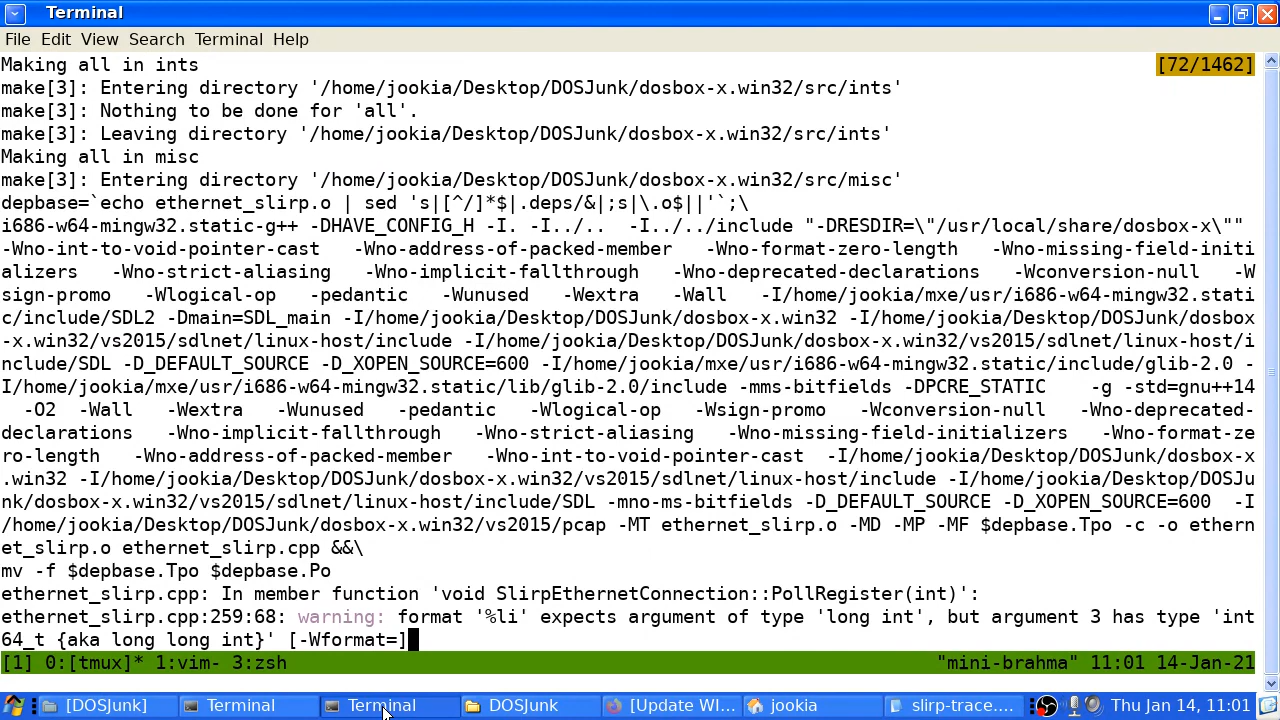 Terminal
File Edit View Search Terminal Help
Making all in ints [72/1462]
make[3]: Entering directory '/home/jookia/Desktop/DOSJunk/dosbox-x.win32/src/ints'
make[3]: Nothing to be done for 'all'.
make[3]: Leaving directory '/home/jookia/Desktop/DOSJunk/dosbox-x.win32/src/ints'
Making all in misc
make[3]: Entering directory '/home/jookia/Desktop/DOSJunk/dosbox-x.win32/src/misc'
depbase=`echo ethernet_slirp.o | sed 's|[^/]*$|.deps/&|;s|\.o$||'`;\
i686-w64-mingw32.static-g++ -DHAVE_CONFIG_H -I. -I../..  -I../../include "-DRESDIR=\"/usr/local/share/dosbox-x\""
-Wno-int-to-void-pointer-cast   -Wno-address-of-packed-member   -Wno-format-zero-length   -Wno-missing-field-initi
alizers   -Wno-strict-aliasing   -Wno-implicit-fallthrough   -Wno-deprecated-declarations   -Wconversion-null   -W
sign-promo   -Wlogical-op   -pedantic   -Wunused   -Wextra   -Wall   -I/home/jookia/mxe/usr/i686-w64-mingw32.stati
c/include/SDL2 -Dmain=SDL_main -I/home/jookia/Desktop/DOSJunk/dosbox-x.win32 -I/home/jookia/Desktop/DOSJunk/dosbox
-x.win32/vs2015/sdlnet/linux-host/include -I/home/jookia/Desktop/DOSJunk/dosbox-x.win32/vs2015/sdlnet/linux-host/i
nclude/SDL -D_DEFAULT_SOURCE -D_XOPEN_SOURCE=600 -I/home/jookia/mxe/usr/i686-w64-mingw32.static/include/glib-2.0 -
I/home/jookia/mxe/usr/i686-w64-mingw32.static/lib/glib-2.0/include -mms-bitfields -DPCRE_STATIC    -g -std=gnu++14
  -O2  -Wall   -Wextra   -Wunused   -pedantic   -Wlogical-op   -Wsign-promo   -Wconversion-null   -Wno-deprecated-
declarations   -Wno-implicit-fallthrough   -Wno-strict-aliasing   -Wno-missing-field-initializers   -Wno-format-ze
ro-length   -Wno-address-of-packed-member   -Wno-int-to-void-pointer-cast  -I/home/jookia/Desktop/DOSJunk/dosbox-x
.win32 -I/home/jookia/Desktop/DOSJunk/dosbox-x.win32/vs2015/sdlnet/linux-host/include -I/home/jookia/Desktop/DOSJu
nk/dosbox-x.win32/vs2015/sdlnet/linux-host/include/SDL -mno-ms-bitfields -D_DEFAULT_SOURCE -D_XOPEN_SOURCE=600  -I
/home/jookia/Desktop/DOSJunk/dosbox-x.win32/vs2015/pcap -MT ethernet_slirp.o -MD -MP -MF $depbase.Tpo -c -o ethern
et_slirp.o ethernet_slirp.cpp &&\
mv -f $depbase.Tpo $depbase.Po
ethernet_slirp.cpp: In member function 'void SlirpEthernetConnection::PollRegister(int)':
ethernet_slirp.cpp:259:68: warning: format '%li' expects argument of type 'long int', but argument 3 has type 'int
64_t {aka long long int}' [-Wformat=]
[1] 0:[tmux]* 1:vim- 3:zsh "mini-brahma" 11:01 14-Jan-21
[DOSJunk] Terminal Terminal DOSJunk [Update WI... jookia slirp-trace.... Thu Jan 14, 11:01